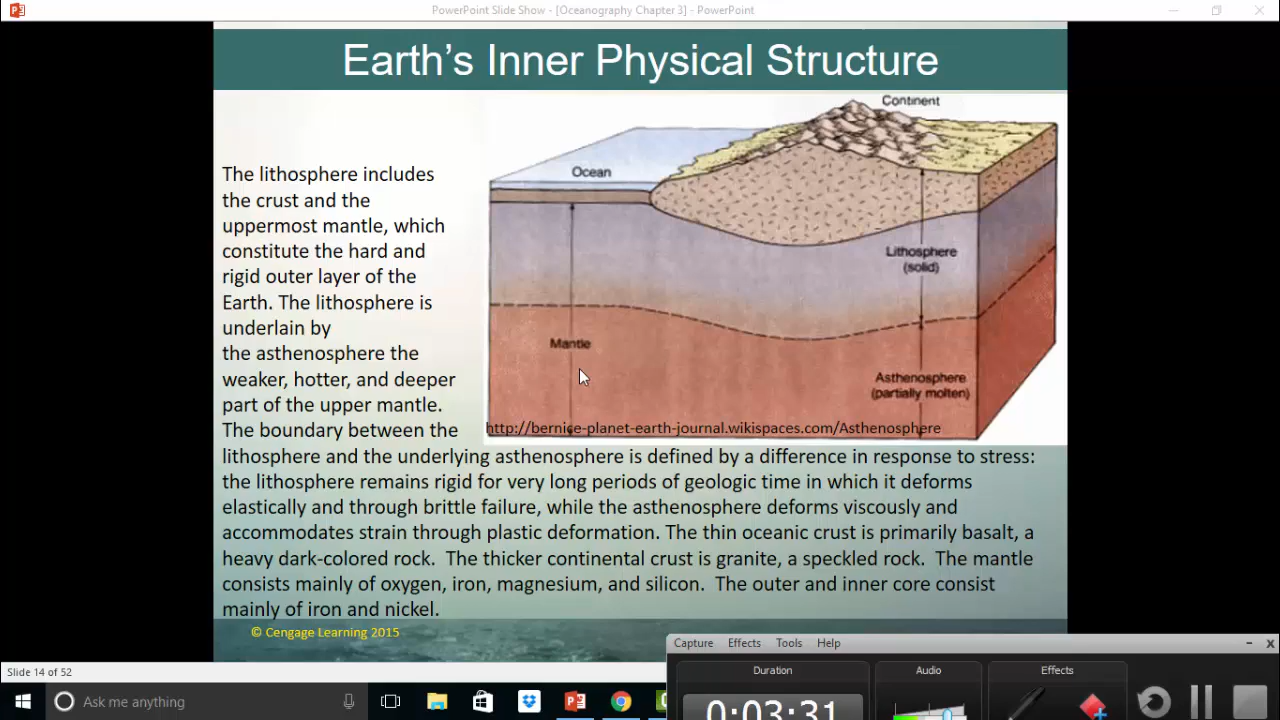 PowerPoint Slide Show - [Oceanography Chapter 3] - PowerPoint
Earth's Inner Physical Structure
Continent
Ocean
Lithosphere
(solid)
Mantle
Asthenosphere
(partially molten)
http://bernice-planet-earth-journal.wikispaces.com/Asthenosphere
The lithosphere includes
the crust and the
uppermost mantle, which
constitute the hard and
rigid outer layer of the
Earth. The lithosphere is
underlain by
the asthenosphere the
weaker, hotter, and deeper
part of the upper mantle.
The boundary between the
lithosphere and the underlying asthenosphere is defined by a difference in response to stress:
the lithosphere remains rigid for very long periods of geologic time in which it deforms
elastically and through brittle failure, while the asthenosphere deforms viscously and
accommodates strain through plastic deformation. The thin oceanic crust is primarily basalt, a
heavy dark-colored rock. The thicker continental crust is granite, a speckled rock. The mantle
consists mainly of oxygen, iron, magnesium, and silicon. The outer and inner core consist
mainly of iron and nickel.
© Cengage Learning 2015
Capture Effects Tools Help
Duration Audio Effects
0:03:31
Slide 14 of 52
Ask me anything